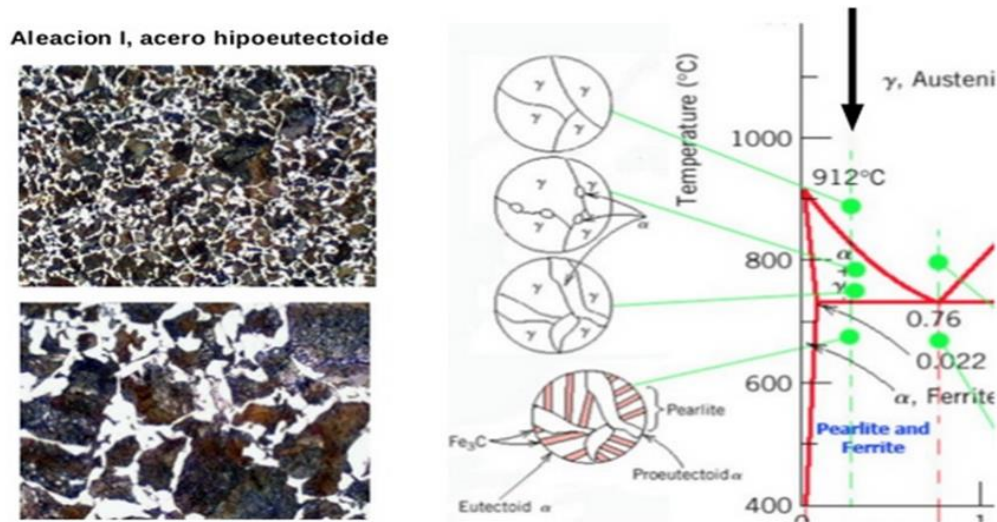 Aleacion I, acero hipoeutectoide
γ
γ
γ
γ
γ
γ
γ
γ
α
γ
γ
γ
γ
Pearlite
Fe₃C
Proeutectoid α
Eutectoid α
Temperature (°C)
γ, Austeni
1000
912°C
800
α
+
γ
0.76
0.022
600
α, Ferrite
Pearlite and
Ferrite
400
0
1